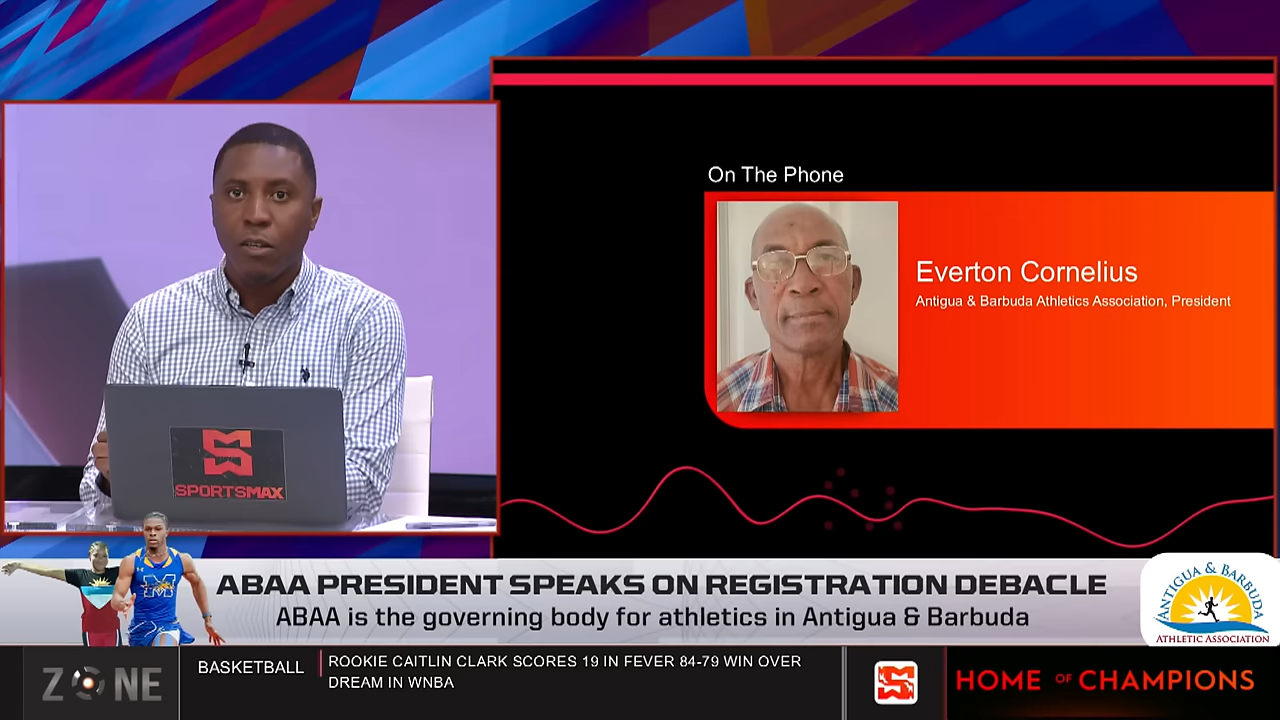 On The Phone
Everton Cornelius
Antigua & Barbuda Athletics Association, President
SPORTSMAX
M
ABAA PRESIDENT SPEAKS ON REGISTRATION DEBACLE
ABAA is the governing body for athletics in Antigua & Barbuda
ANTIGUA & BARBUDA
ATHLETIC ASSOCIATION
ZONE
BASKETBALL
ROOKIE CAITLIN CLARK SCORES 19 IN FEVER 84-79 WIN OVER
DREAM IN WNBA
HOME OF CHAMPIONS